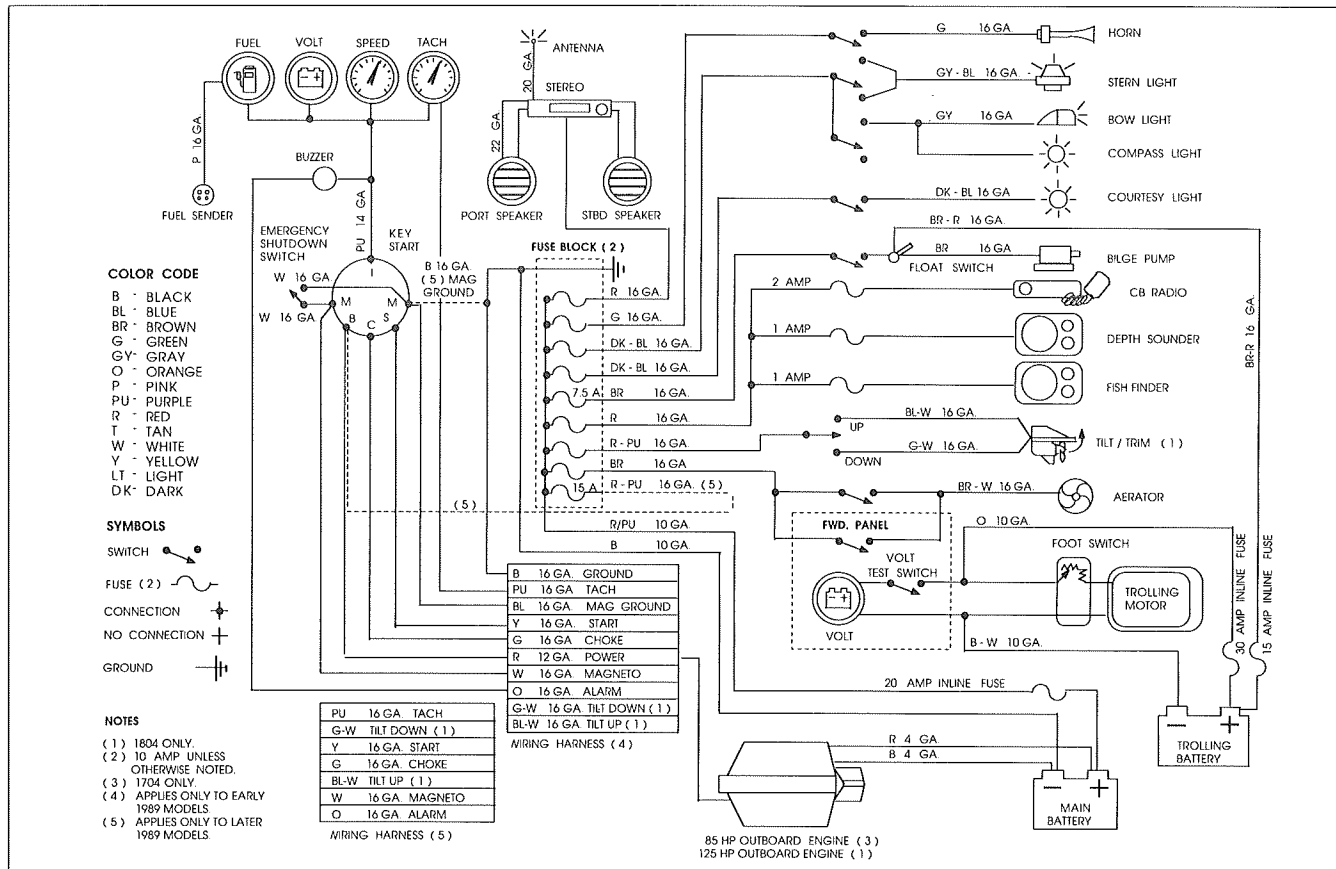 FUEL VOLT SPEED TACH
ANTENNA
20 GA.
STEREO
22 GA.
PORT SPEAKER STBD SPEAKER
P 16 GA.
FUEL SENDER
BUZZER
PU 14 GA
EMERGENCY
SHUTDOWN
SWITCH
KEY
START
W 16 GA.
W 16 GA
I
M M
B S
C
B 16 GA.
(5) MAG
GROUND
FUSE BLOCK (2)
R 16 GA.
G 16 GA.
DK - BL 16 GA.
DK - BL 16 GA.
7.5 A BR 16 GA.
R 16 GA.
R - PU 16 GA.
BR 16 GA
15 A R - PU 16 GA. (5)
(5)
R/PU 10 GA.
B 10 GA.
G 16 GA. HORN
GY - BL 16 GA. STERN LIGHT
GY 16 GA. BOW LIGHT
COMPASS LIGHT
DK - BL 16 GA COURTESY LIGHT
BR - R 16 GA.
BR 16 GA
FLOAT SWITCH
BILGE PUMP
2 AMP CB RADIO
1 AMP DEPTH SOUNDER
1 AMP FISH FINDER
BR-R 16 GA.
BL-W 16 GA.
UP
G-W 16 GA.
DOWN
TILT / TRIM (1)
BR - W 16 GA. AERATOR
FWD. PANEL
VOLT
TEST SWITCH
VOLT
O 10 GA.
FOOT SWITCH
TROLLING
MOTOR
B - W 10 GA.
30 AMP INLINE FUSE
15 AMP INLINE FUSE
20 AMP INLINE FUSE
TROLLING
BATTERY
R 4 GA.
B 4 GA.
MAIN
BATTERY
85 HP OUTBOARD ENGINE (3)
125 HP OUTBOARD ENGINE (1)
COLOR CODE
B - BLACK
BL - BLUE
BR - BROWN
G - GREEN
GY- GRAY
O - ORANGE
P - PINK
PU - PURPLE
R - RED
T - TAN
W - WHITE
Y - YELLOW
LT - LIGHT
DK- DARK
SYMBOLS
SWITCH
FUSE (2)
CONNECTION
NO CONNECTION
GROUND
NOTES
(1) 1804 ONLY.
(2) 10 AMP UNLESS
OTHERWISE NOTED.
(3) 1704 ONLY.
(4) APPLIES ONLY TO EARLY
1989 MODELS.
(5) APPLIES ONLY TO LATER
1989 MODELS.
B 16 GA. GROUND
PU 16 GA TACH
BL 16 GA MAG GROUND
Y 16 GA. START
G 16 GA CHOKE
R 12 GA. POWER
W 16 GA. MAGNETO
O 16 GA. ALARM
G-W 16 GA. TILT DOWN (1)
BL-W 16 GA. TILT UP (1)
WIRING HARNESS (4)
PU 16 GA. TACH
G-W TILT DOWN (1)
Y 16 GA. START
G 16 GA. CHOKE
BL-W TILT UP (1)
W 16 GA. MAGNETO
O 16 GA. ALARM
WIRING HARNESS (5)